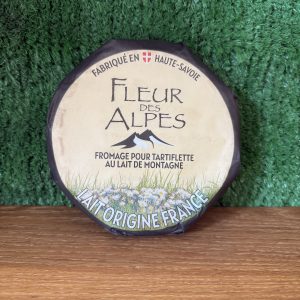 FABRIQUÉ EN HAUTE-SAVOIE
FLEUR
DES
ALPES
FROMAGE POUR TARTIFLETTE
AU LAIT DE MONTAGNE
LAIT ORIGINE FRANCE